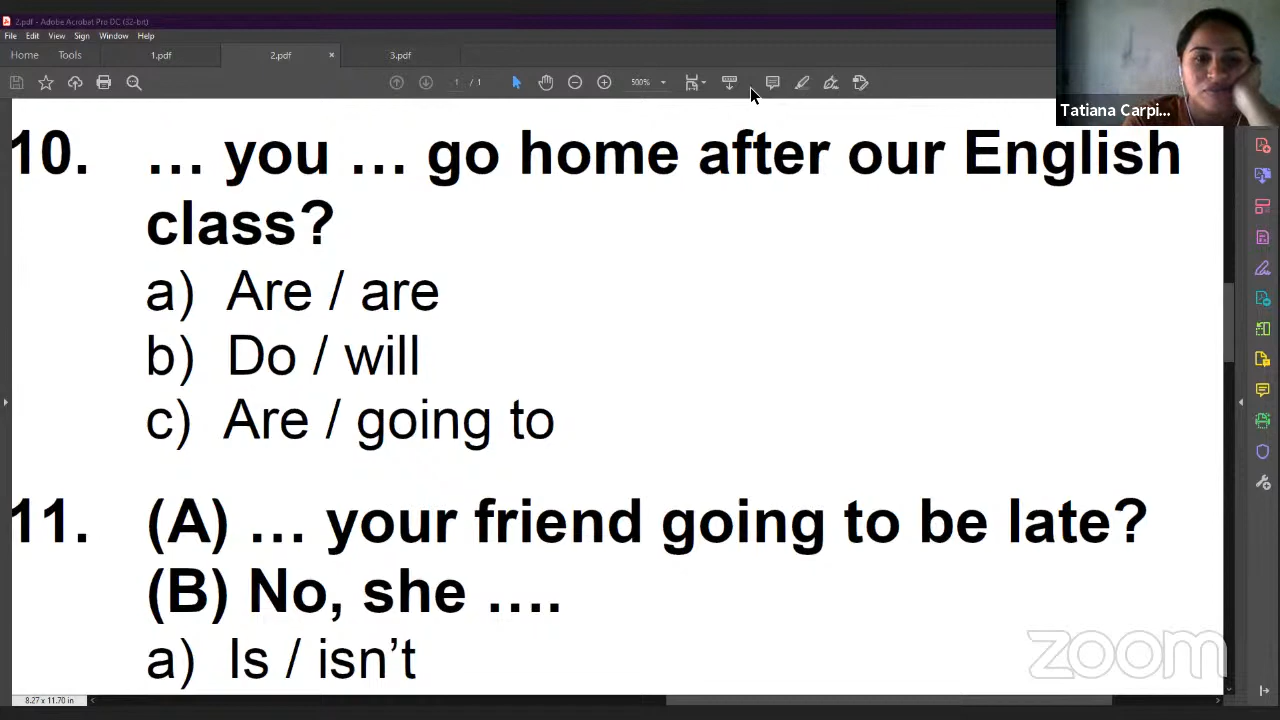 2.pdf - Adobe Acrobat Pro DC (32-bit)
File Edit View Sign Window Help
Home Tools 1.pdf 2.pdf × 3.pdf
1 / 1 500%
Tatiana Carpi...
10. … you … go home after our English
class?
a) Are / are
b) Do / will
c) Are / going to
11. (A) … your friend going to be late?
(B) No, she ….
a) Is / isn’t
zoom
8.27 x 11.70 in